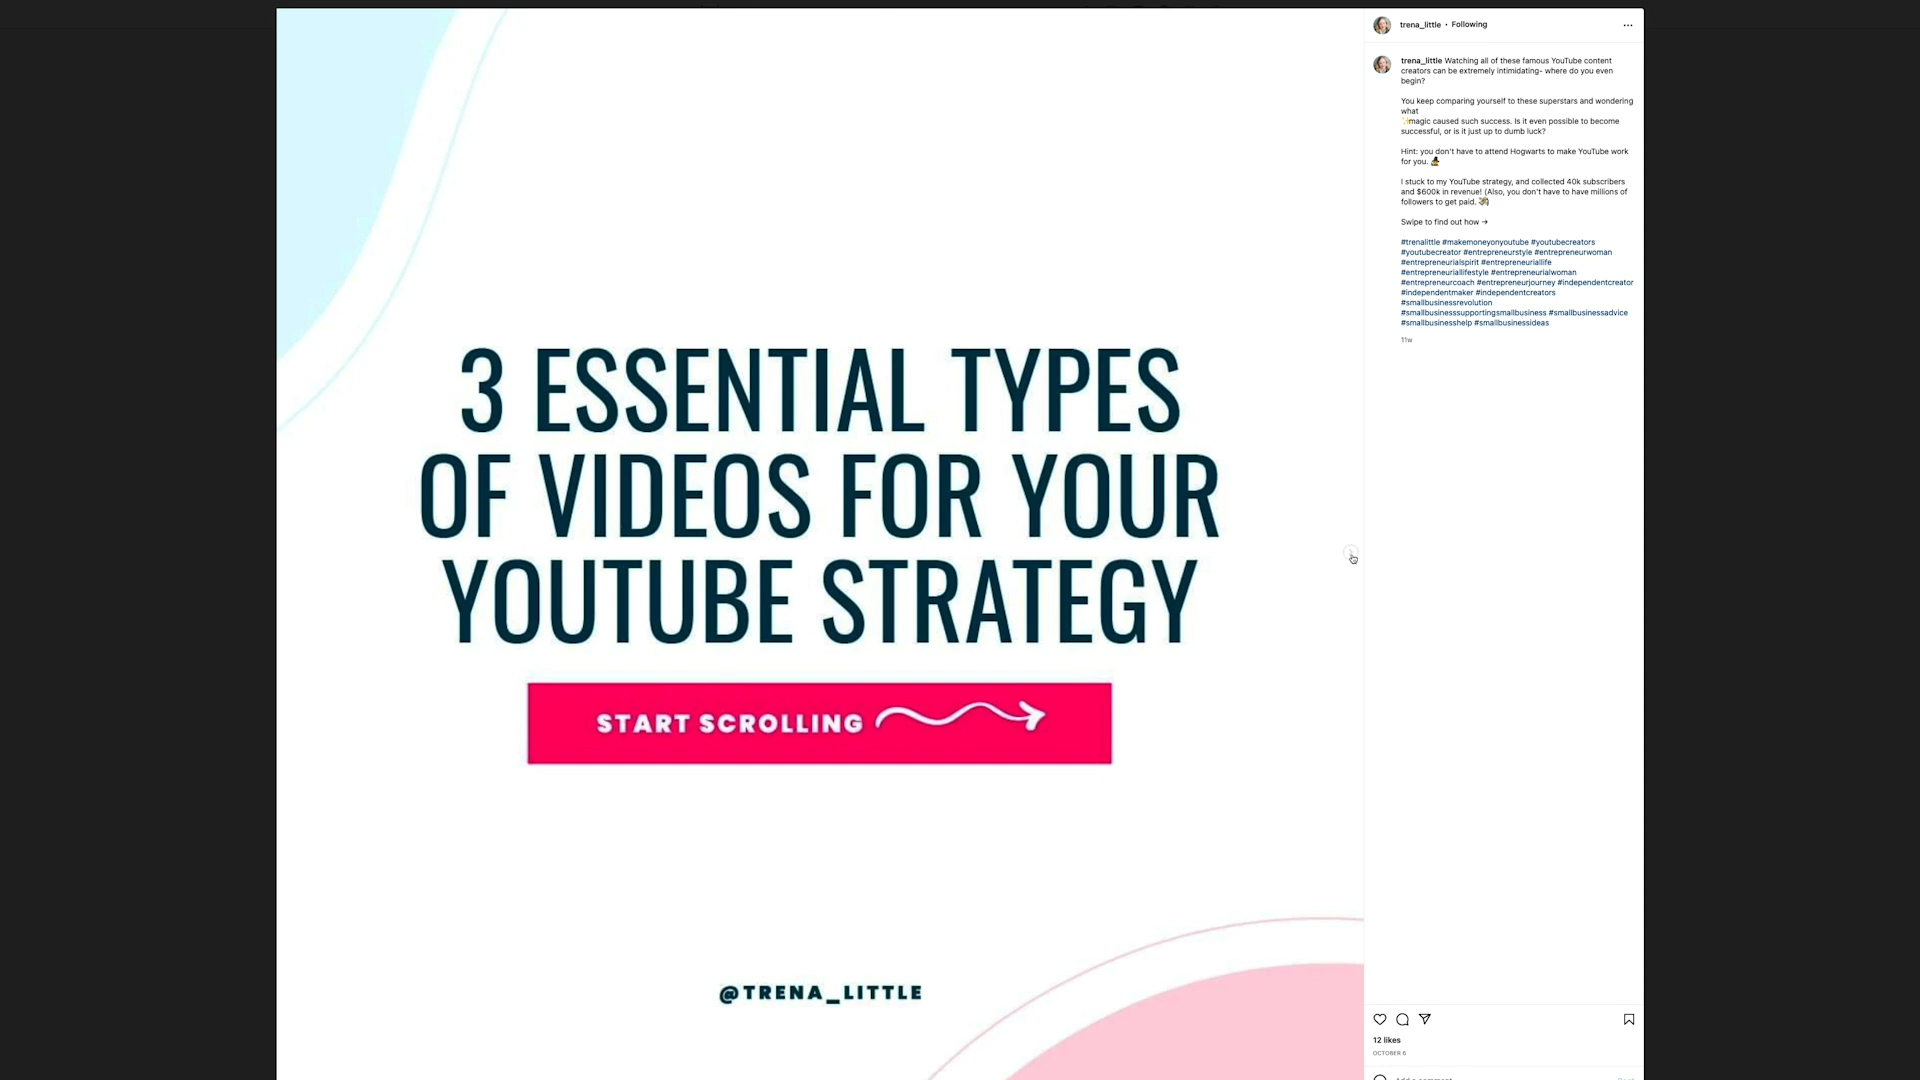 3 ESSENTIAL TYPES
OF VIDEOS FOR YOUR
YOUTUBE STRATEGY
START SCROLLING
@TRENA_LITTLE
trena_little • Following
trena_little Watching all of these famous YouTube content
creators can be extremely intimidating- where do you even
begin?
You keep comparing yourself to these superstars and wondering
what
✨magic caused such success. Is it even possible to become
successful, or is it just up to dumb luck?
Hint: you don't have to attend Hogwarts to make YouTube work
for you.
I stuck to my YouTube strategy, and collected 40k subscribers
and $600k in revenue! (Also, you don't have to have millions of
followers to get paid. 💸)
Swipe to find out how →
#trenalittle #makemoneyonyoutube #youtubecreators
#youtubecreator #entrepreneurstyle #entrepreneurwoman
#entrepreneurialspirit #entrepreneuriallife
#entrepreneuriallifestyle #entrepreneurialwoman
#entrepreneurcoach #entrepreneurjourney #independentcreator
#independentmaker #independentcreators
#smallbusinessrevolution
#smallbusinesssupportingsmallbusiness #smallbusinessadvice
#smallbusinesshelp #smallbusinessideas
11w
12 likes
OCTOBER 6